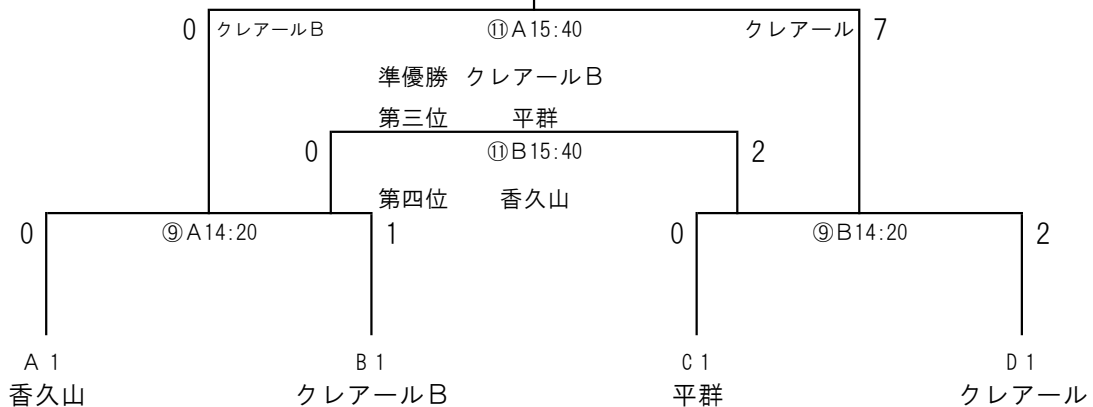 0 クレアールB ⑪A15:40 クレアール 7
準優勝 クレアールB
第三位 平群
0 ⑪B15:40 2
第四位 香久山
0 ⑨A14:20 1 0 ⑨B14:20 2
A1 B1 C1 D1
香久山 クレアールB 平群 クレアール